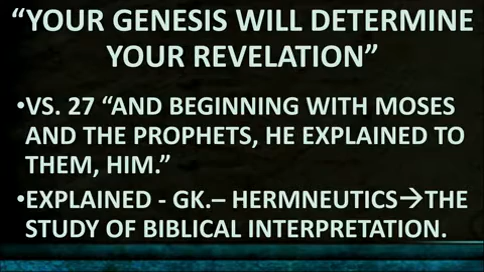 “YOUR GENESIS WILL DETERMINE
YOUR REVELATION”
•VS. 27 “AND BEGINNING WITH MOSES
AND THE PROPHETS, HE EXPLAINED TO
THEM, HIM.”
•EXPLAINED - GK.– HERMNEUTICS→THE
STUDY OF BIBLICAL INTERPRETATION.